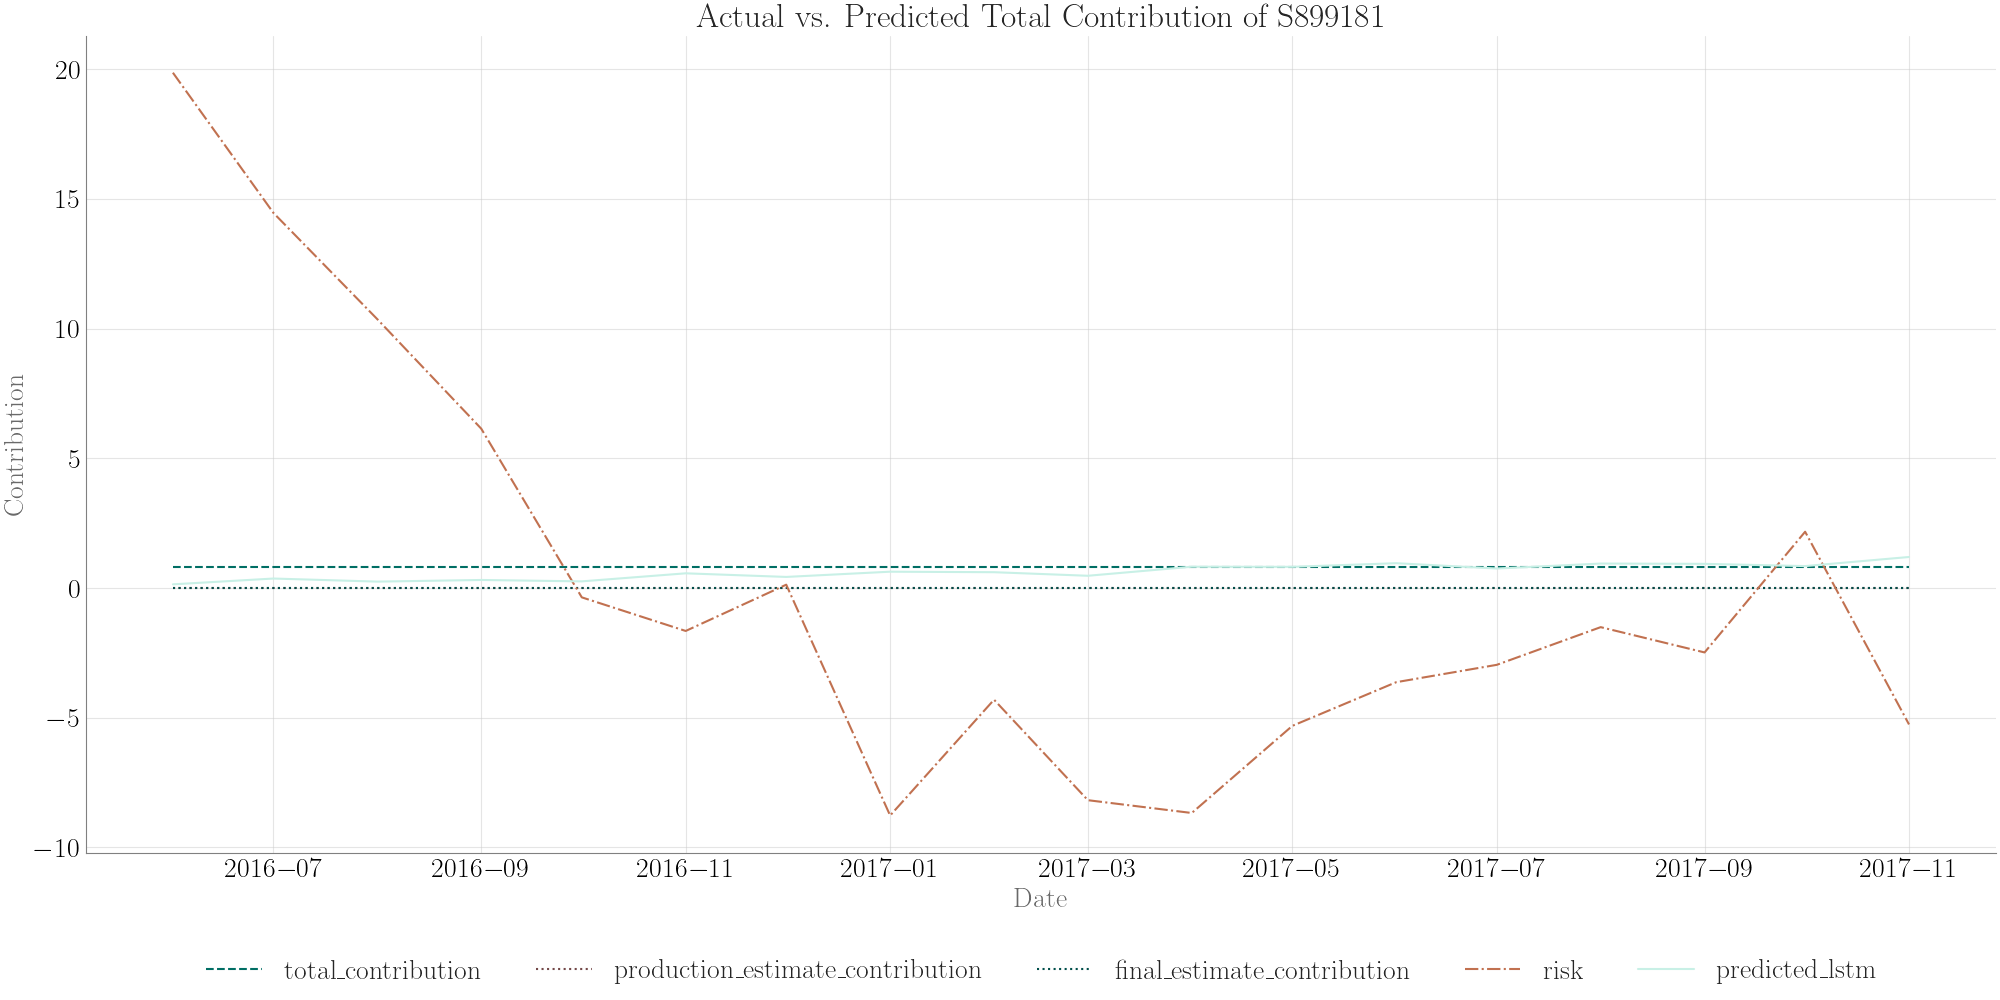 Actual vs. Predicted Total Contribution of S899181
20
15
10
5
0
−5
−10
Contribution
2016−07 2016−09 2016−11 2017−01 2017−03 2017−05 2017−07 2017−09 2017−11
Date
total_contribution production_estimate_contribution final_estimate_contribution risk predicted_lstm